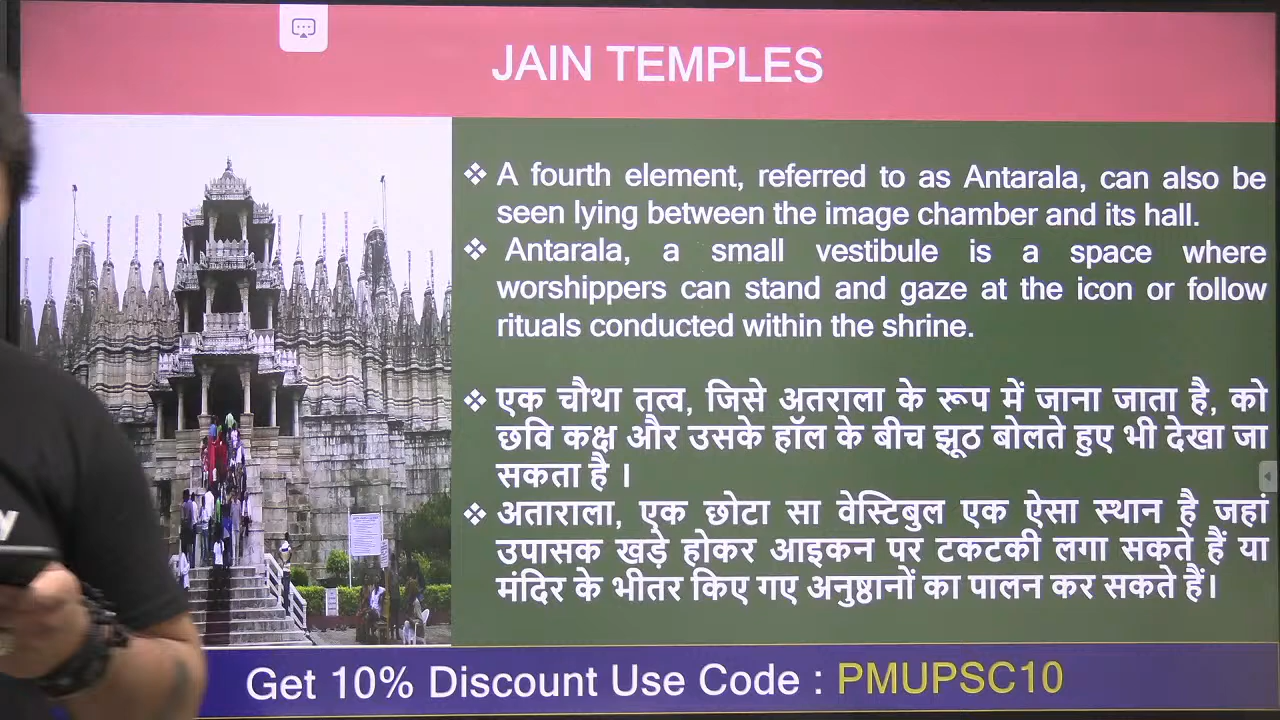 JAIN TEMPLES
❖ A fourth element, referred to as Antarala, can also be
seen lying between the image chamber and its hall.
❖ Antarala, a small vestibule is a space where
worshippers can stand and gaze at the icon or follow
rituals conducted within the shrine.
❖ एक चौथा तत्व, जिसे अतराला के रूप में जाना जाता है, को
छवि कक्ष और उसके हॉल के बीच झूठ बोलते हुए भी देखा जा
सकता है ।
❖ अताराला, एक छोटा सा वेस्टिबुल एक ऐसा स्थान है जहां
उपासक खड़े होकर आइकन पर टकटकी लगा सकते हैं या
मंदिर के भीतर किए गए अनुष्ठानों का पालन कर सकते हैं।
Get 10% Discount Use Code : PMUPSC10